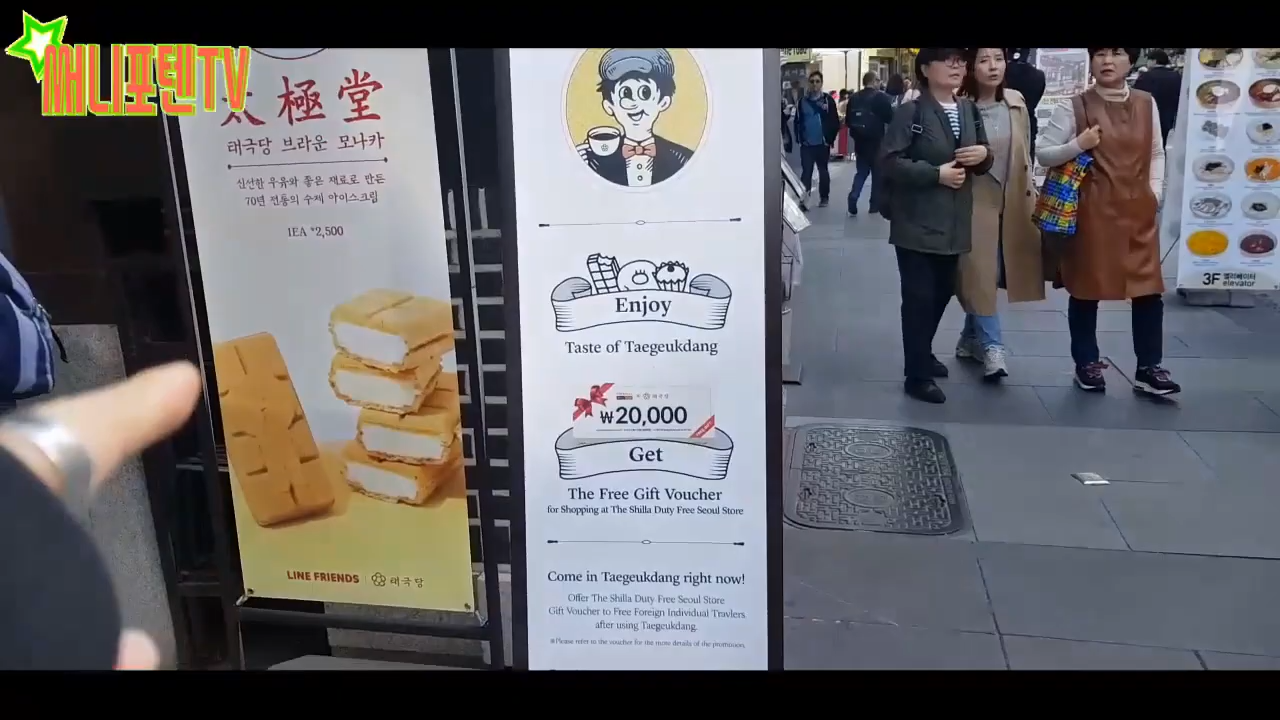 써니포텐TV
太極堂
태극당 브라운 모나카
신선한 우유와 좋은 재료로 만든
70년 전통의 수제 아이스크림
1EA ₩2,500
LINE FRIENDS | 태극당
Enjoy
Taste of Taegeukdang
₩20,000
Get
The Free Gift Voucher
for Shopping at The Shilla Duty Free Seoul Store
Come in Taegeukdang right now!
Offer The Shilla Duty Free Seoul Store
Gift Voucher to Free Foreign Individual Travlers
after using Taegeukdang.
※Please refer to the voucher for the more details of the promotion.
3F 엘리베이터
elevator